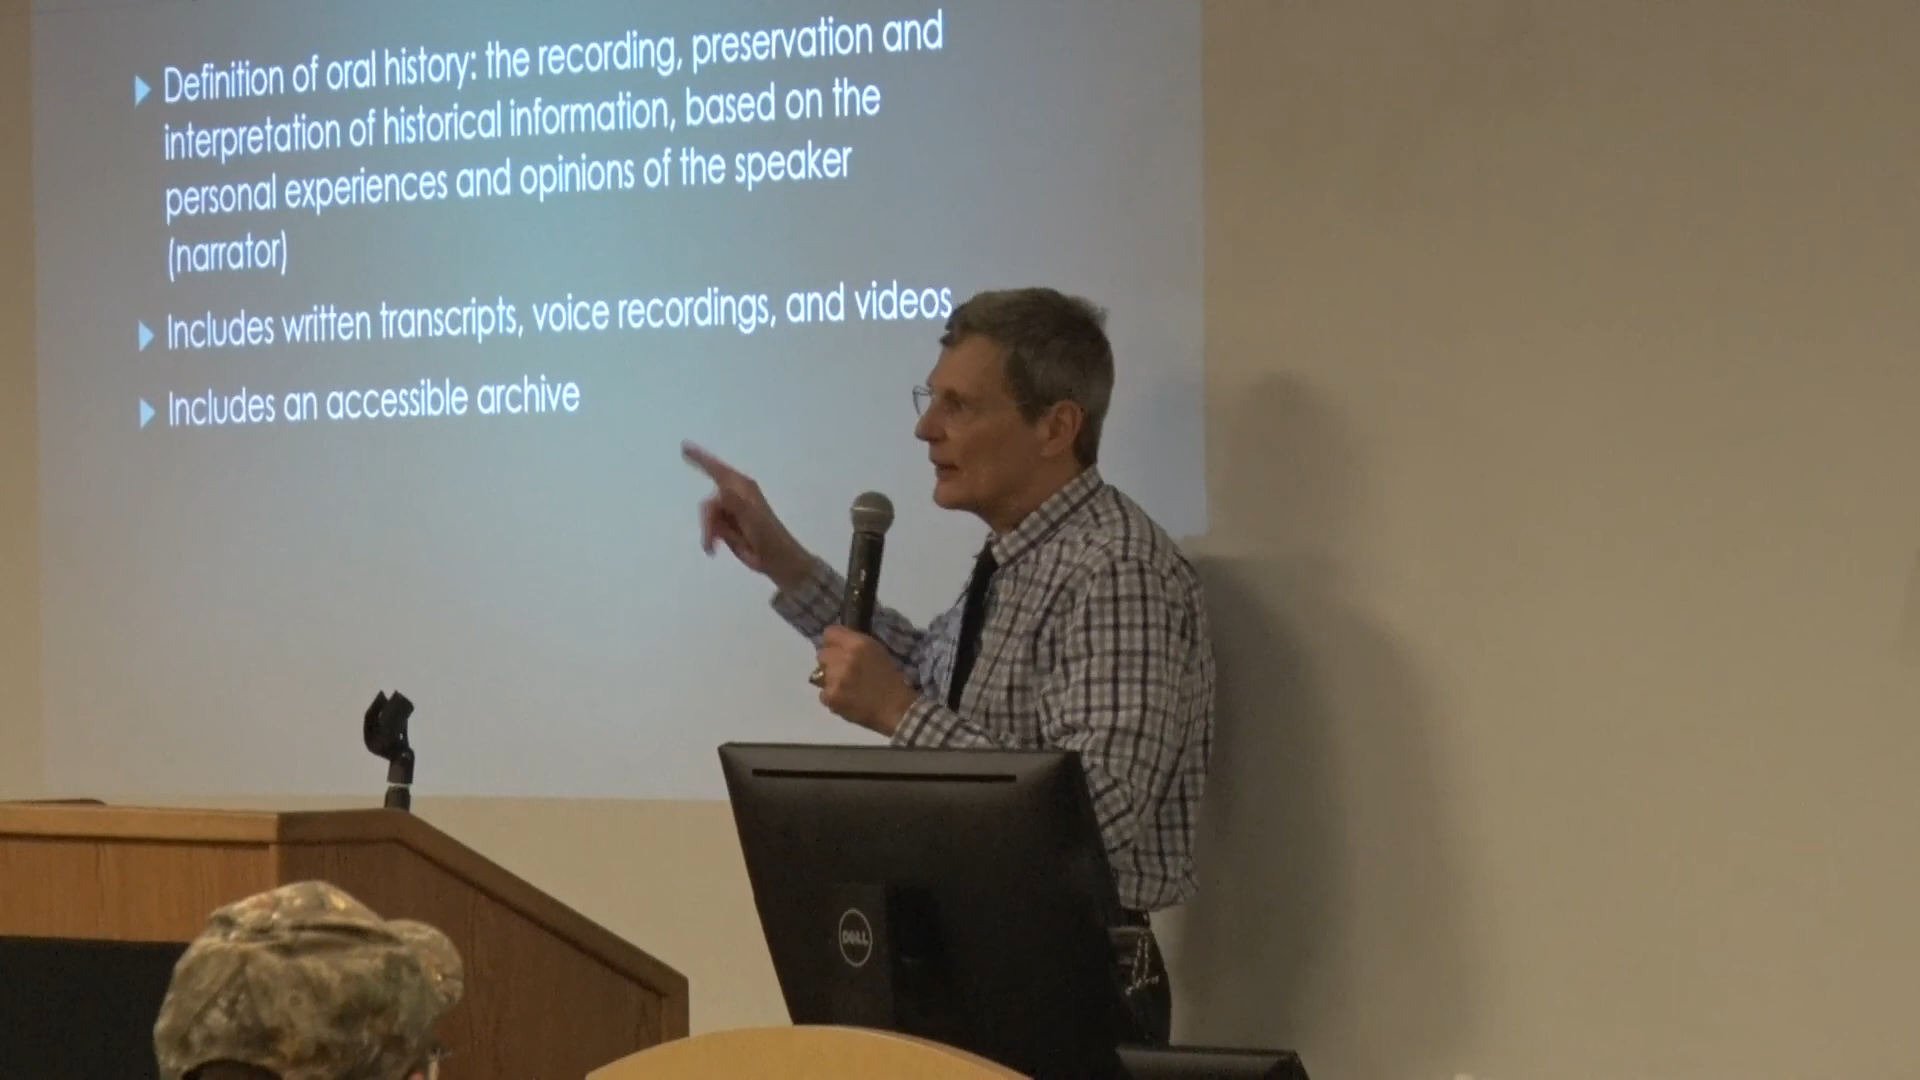 Definition of oral history: the recording, preservation and
interpretation of historical information, based on the
personal experiences and opinions of the speaker
(narrator)
Includes written transcripts, voice recordings, and videos
Includes an accessible archive
DELL